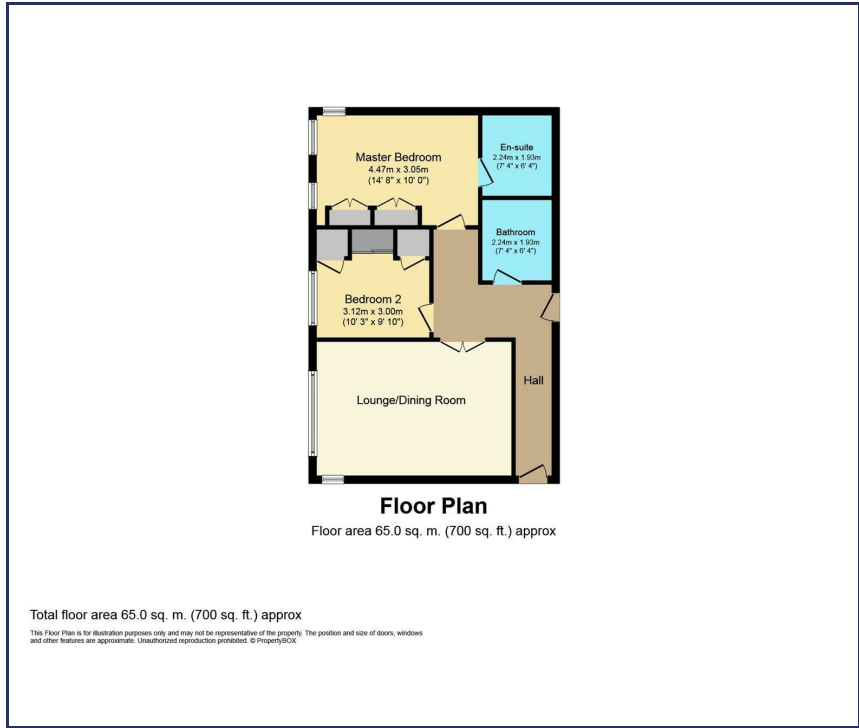 En-suite
2.24m x 1.93m
(7' 4" x 6' 4")
Master Bedroom
4.47m x 3.05m
(14' 8" x 10' 0")
Bathroom
2.24m x 1.93m
(7' 4" x 6' 4")
Bedroom 2
3.12m x 3.00m
(10' 3" x 9' 10")
Hall
Lounge/Dining Room
Floor Plan
Floor area 65.0 sq. m. (700 sq. ft.) approx
Total floor area 65.0 sq. m. (700 sq. ft.) approx
This Floor Plan is for illustration purposes only and may not be representative of the property. The position and size of doors, windows
and other features are approximate. Unauthorized reproduction prohibited. © PropertyBOX